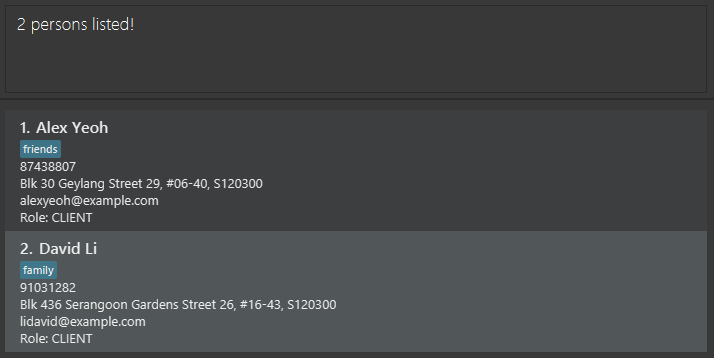 2 persons listed!
1. Alex Yeoh
friends
87438807
Blk 30 Geylang Street 29, #06-40, S120300
alexyeoh@example.com
Role: CLIENT
2. David Li
family
91031282
Blk 436 Serangoon Gardens Street 26, #16-43, S120300
lidavid@example.com
Role: CLIENT